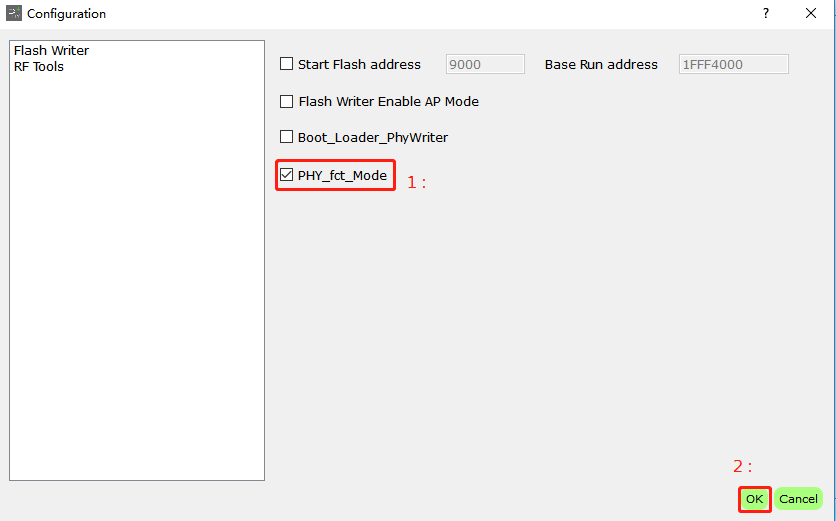 Configuration
?
Flash Writer
RF Tools
Start Flash address 9000 Base Run address 1FFF4000
Flash Writer Enable AP Mode
Boot_Loader_PhyWriter
PHY_fct_Mode
1 :
2 :
OK Cancel